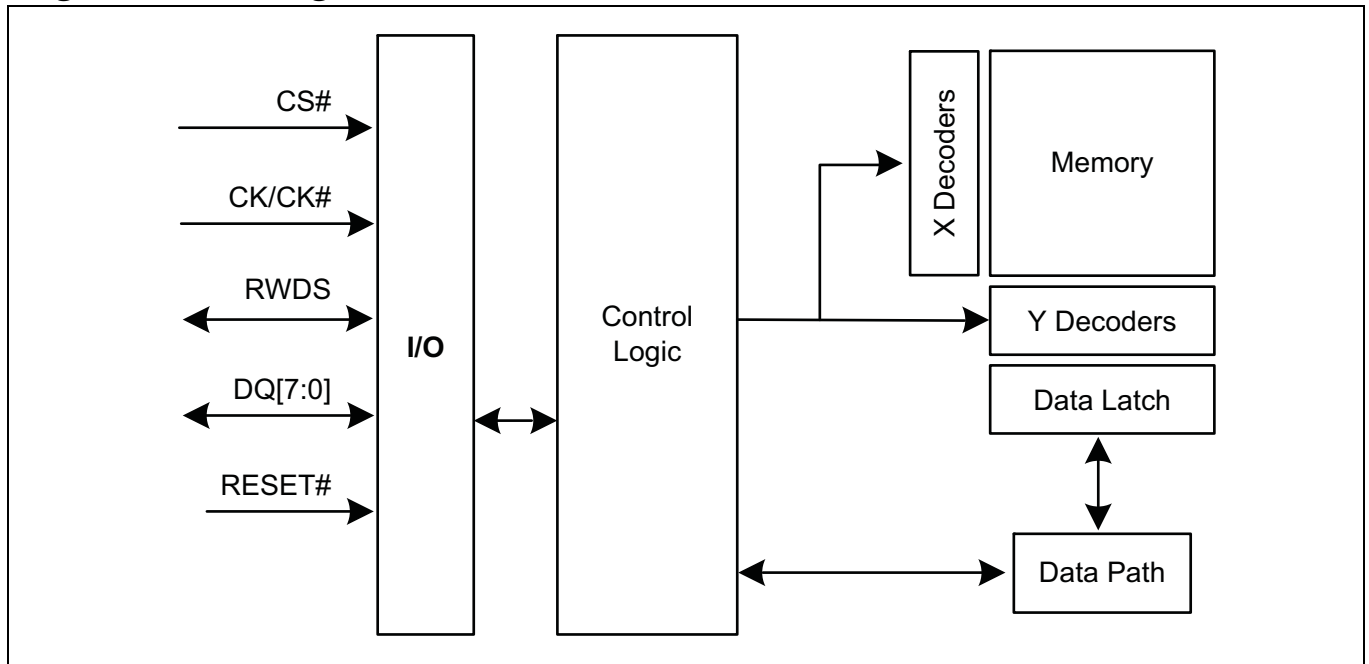 CS#
CK/CK#
RWDS
DQ[7:0]
RESET#
I/O
Control
Logic
X Decoders
Memory
Y Decoders
Data Latch
Data Path